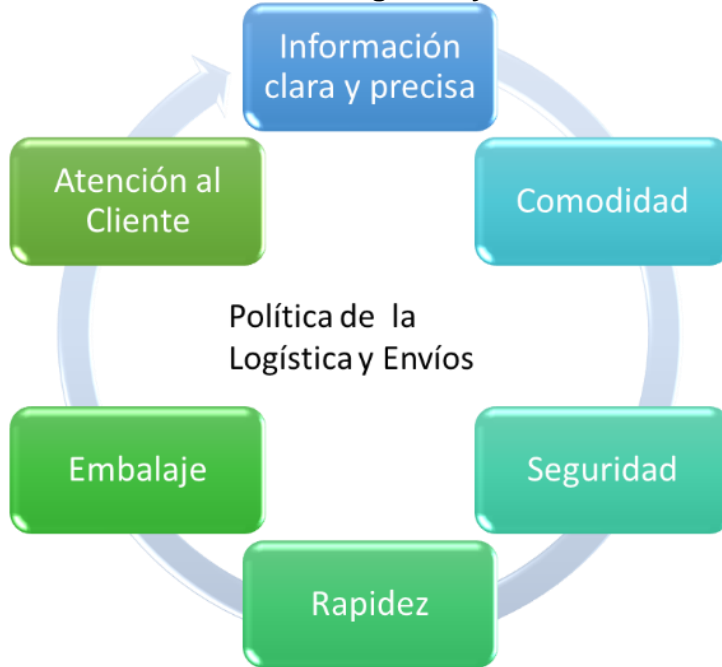 Información
clara y precisa
Comodidad
Seguridad
Rapidez
Embalaje
Atención al
Cliente
Política de la
Logística y Envíos